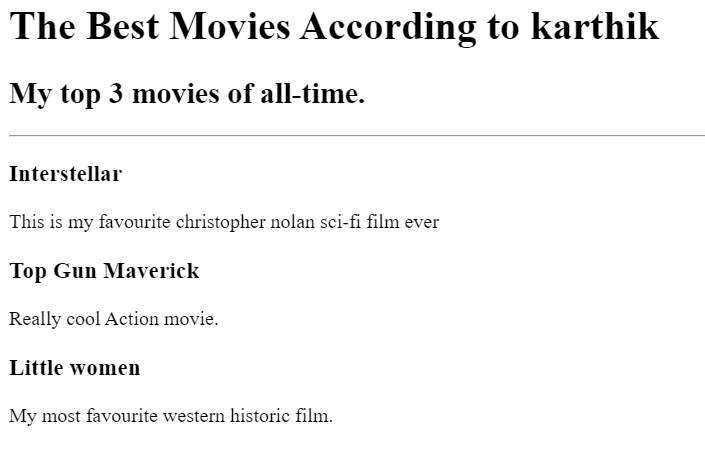 The Best Movies According to karthik
My top 3 movies of all-time.
Interstellar
This is my favourite christopher nolan sci-fi film ever
Top Gun Maverick
Really cool Action movie.
Little women
My most favourite western historic film.